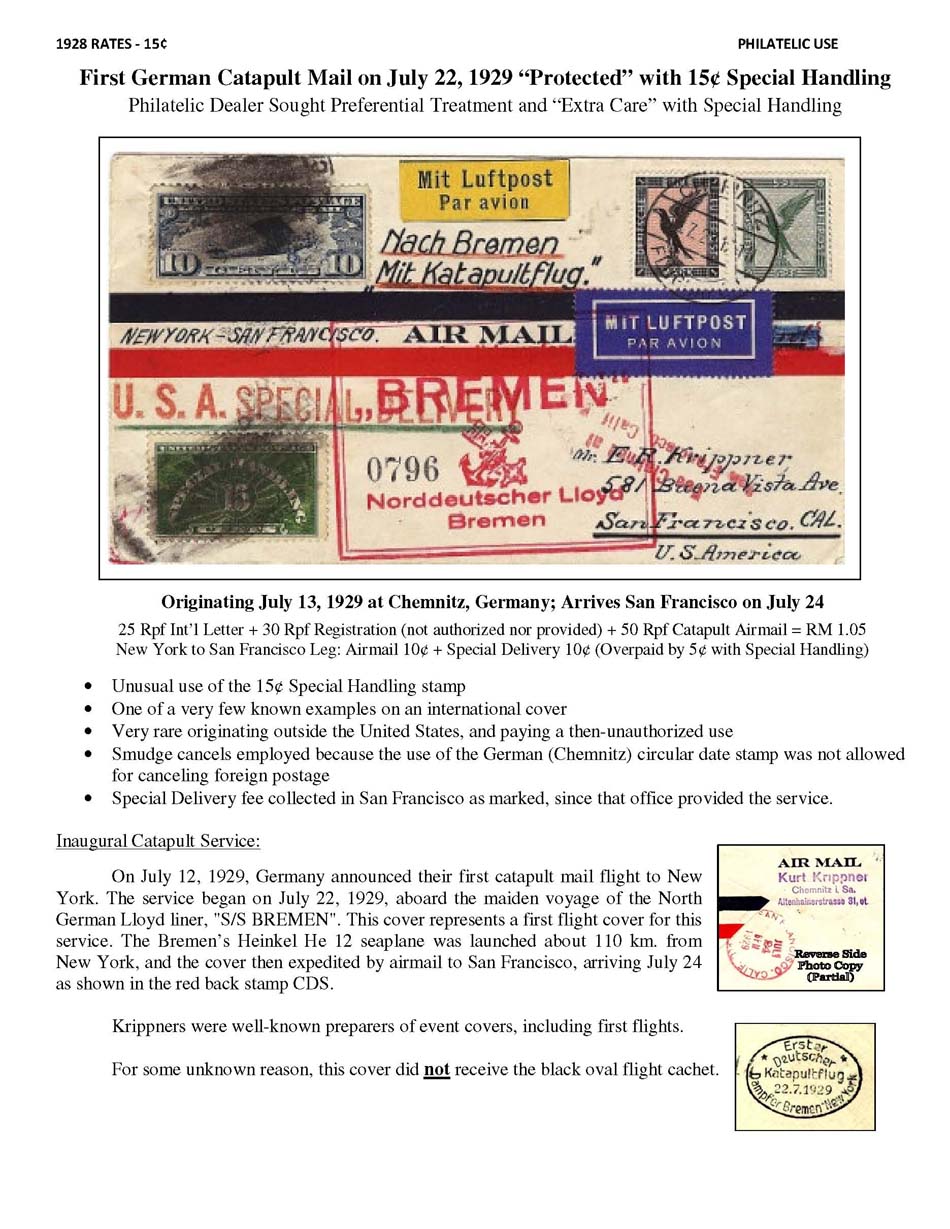 1928 RATES - 15¢ PHILATELIC USE
First German Catapult Mail on July 22, 1929 “Protected” with 15¢ Special Handling
Philatelic Dealer Sought Preferential Treatment and “Extra Care” with Special Handling
Mit Luftpost
Par avion
CHEMNITZ
10 10
Nach Bremen
Mit Katapultflug."
MIT LUFTPOST
PAR AVION
NEWYORK - SAN FRANCISCO. AIR MAIL
U. S. A. SPECIAL DELIVERY
„BREMEN"
15
0796
Norddeutscher Lloyd
Bremen
Mr. E. R. Krippner
581 Buena Vista Ave.
San Francisco. CAL.
U. S. America
Originating July 13, 1929 at Chemnitz, Germany; Arrives San Francisco on July 24
25 Rpf Int’l Letter + 30 Rpf Registration (not authorized nor provided) + 50 Rpf Catapult Airmail = RM 1.05
New York to San Francisco Leg: Airmail 10¢ + Special Delivery 10¢ (Overpaid by 5¢ with Special Handling)
• Unusual use of the 15¢ Special Handling stamp
• One of a very few known examples on an international cover
• Very rare originating outside the United States, and paying a then-unauthorized use
• Smudge cancels employed because the use of the German (Chemnitz) circular date stamp was not allowed
for canceling foreign postage
• Special Delivery fee collected in San Francisco as marked, since that office provided the service.
Inaugural Catapult Service:
On July 12, 1929, Germany announced their first catapult mail flight to New
York. The service began on July 22, 1929, aboard the maiden voyage of the North
German Lloyd liner, "S/S BREMEN". This cover represents a first flight cover for this
service. The Bremen’s Heinkel He 12 seaplane was launched about 110 km. from
New York, and the cover then expedited by airmail to San Francisco, arriving July 24
as shown in the red back stamp CDS.
AIR MAIL
Kurt Krippner
Chemnitz i. Sa.
Altenhainerstrasse 31, et.
JULY
24
1929
Reverse Side
Photo Copy
(Partial)
Krippners were well-known preparers of event covers, including first flights.
For some unknown reason, this cover did not receive the black oval flight cachet.
Erster
Deutscher
Katapultflug
22.7.1929
Dampfer Bremen-New York